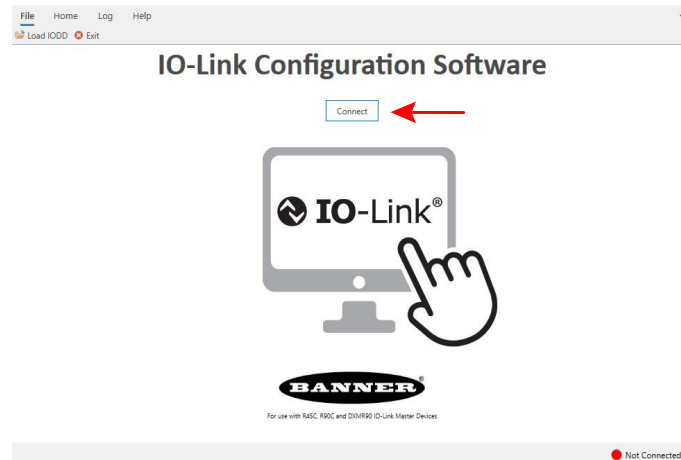 File Home Log Help
Load IODD Exit
IO-Link Configuration Software
Connect
IO-Link®
BANNER®
For use with R45C, R90C and DXMR90 IO-Link Master Devices
Not Connected